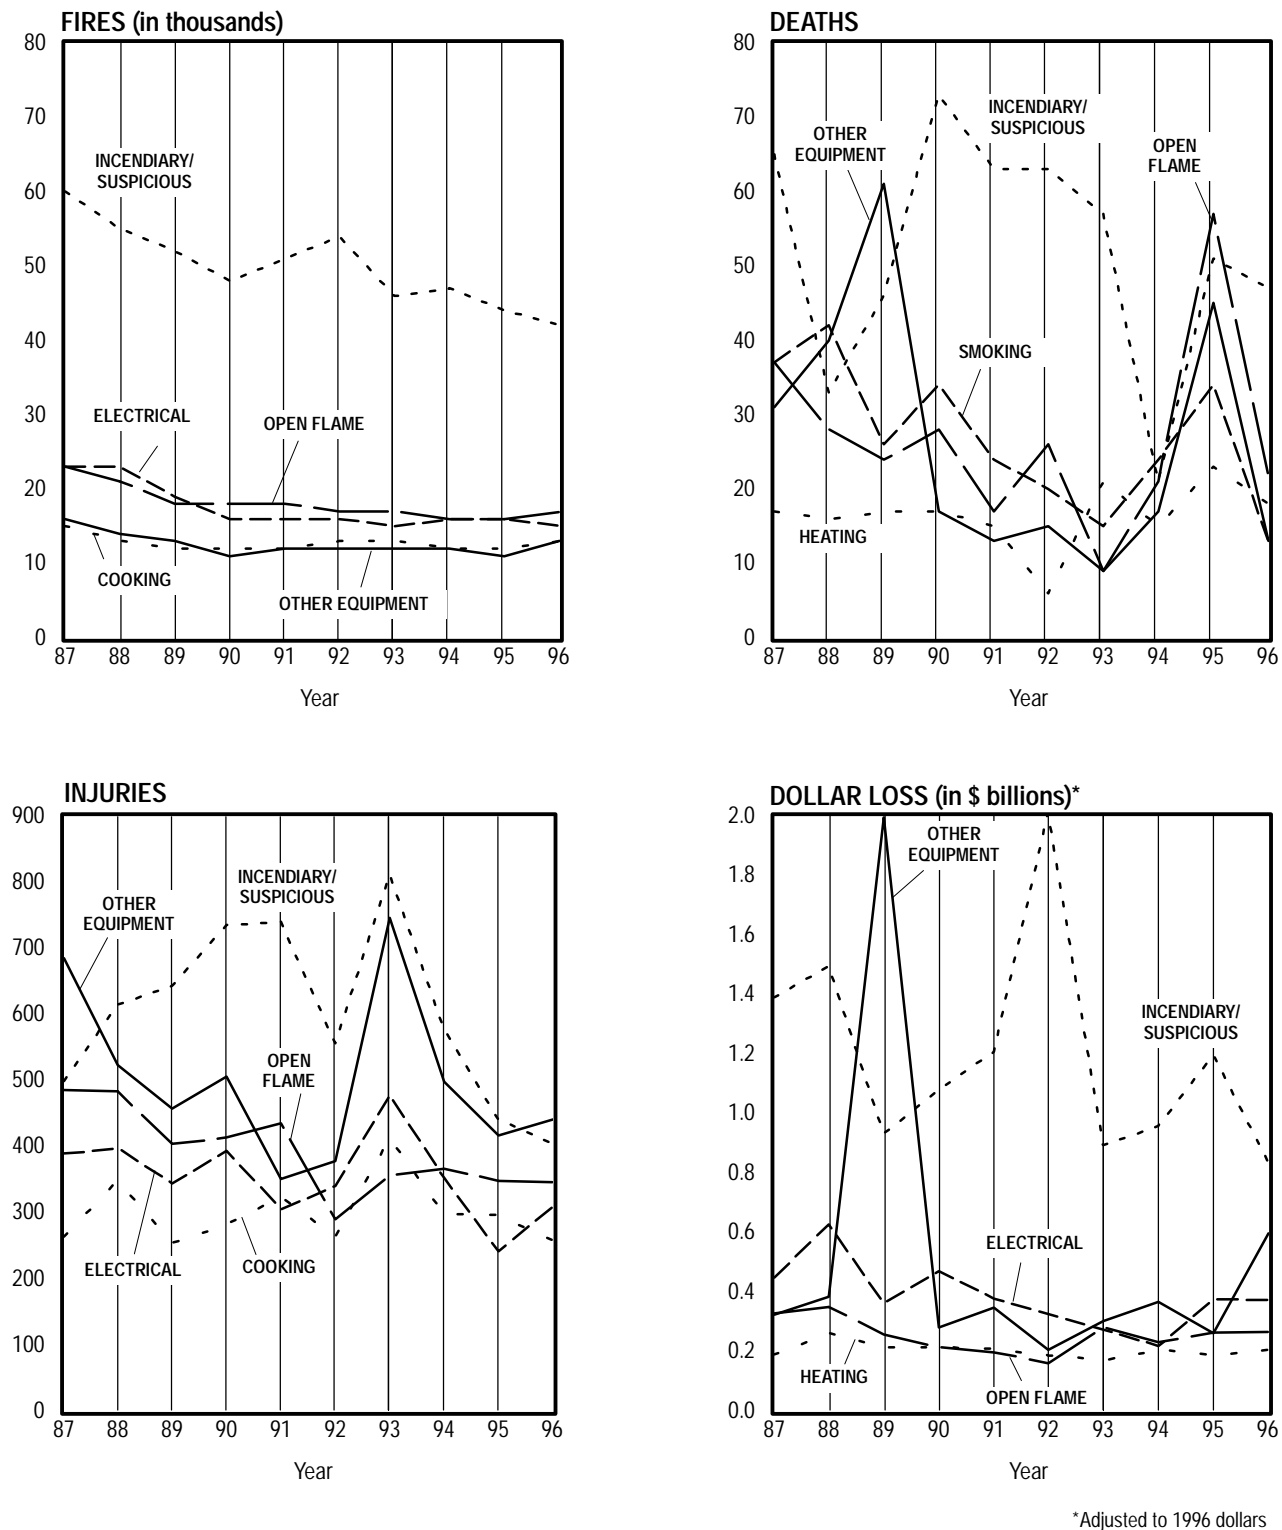 FIRES (in thousands)
80
70
60
50
40
30
20
10
0
INCENDIARY/
SUSPICIOUS
ELECTRICAL
OPEN FLAME
COOKING
OTHER EQUIPMENT
87 88 89 90 91 92 93 94 95 96
Year
DEATHS
80
70
60
50
40
30
20
10
0
INCENDIARY/
SUSPICIOUS
OTHER
EQUIPMENT
OPEN
FLAME
SMOKING
HEATING
87 88 89 90 91 92 93 94 95 96
Year
INJURIES
900
800
700
600
500
400
300
200
100
0
INCENDIARY/
SUSPICIOUS
OTHER
EQUIPMENT
OPEN
FLAME
ELECTRICAL
COOKING
87 88 89 90 91 92 93 94 95 96
Year
DOLLAR LOSS (in $ billions)*
2.0
1.8
1.6
1.4
1.2
1.0
0.8
0.6
0.4
0.2
0.0
OTHER
EQUIPMENT
INCENDIARY/
SUSPICIOUS
ELECTRICAL
HEATING
OPEN FLAME
87 88 89 90 91 92 93 94 95 96
Year
*Adjusted to 1996 dollars